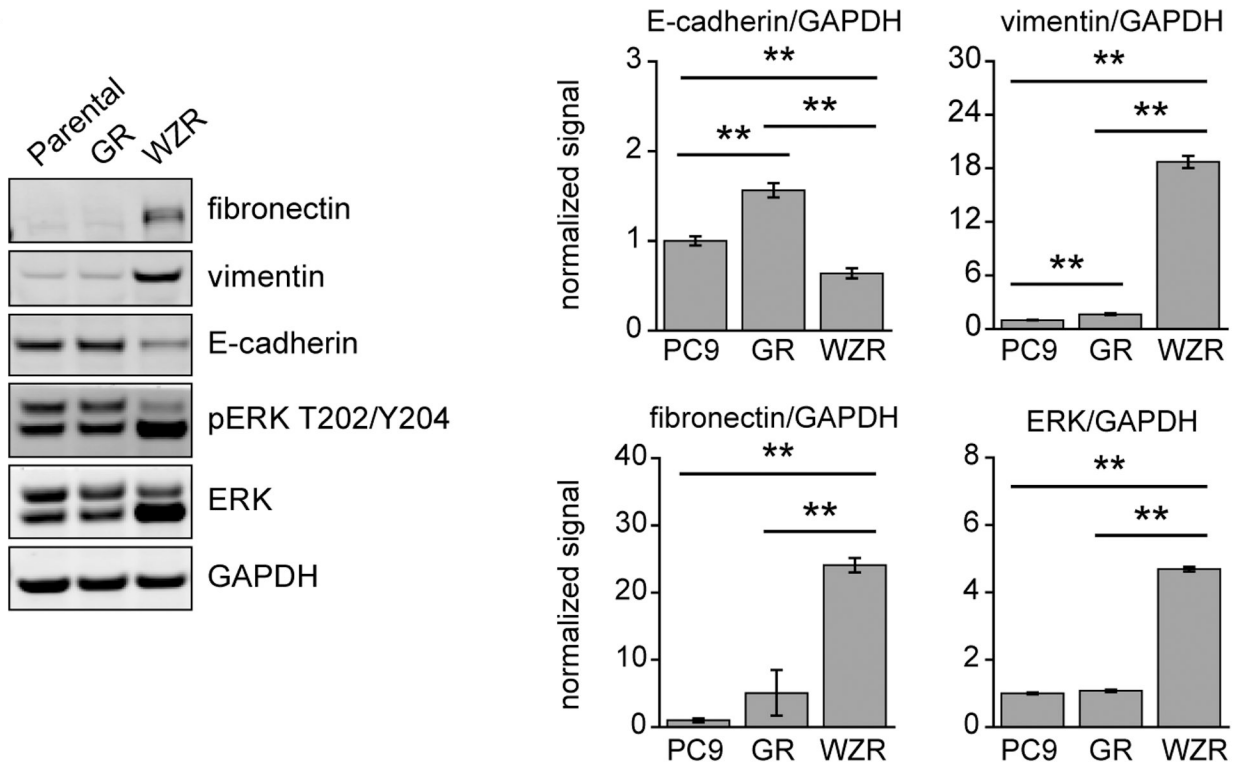 Parental
GR
WZR
fibronectin
vimentin
E-cadherin
pERK T202/Y204
ERK
GAPDH
E-cadherin/GAPDH
normalized signal
3
2
1
0
**
**
**
PC9 GR WZR
vimentin/GAPDH
30
24
18
12
6
0
**
**
**
PC9 GR WZR
fibronectin/GAPDH
normalized signal
40
30
20
10
0
**
**
PC9 GR WZR
ERK/GAPDH
8
6
4
2
0
**
**
PC9 GR WZR